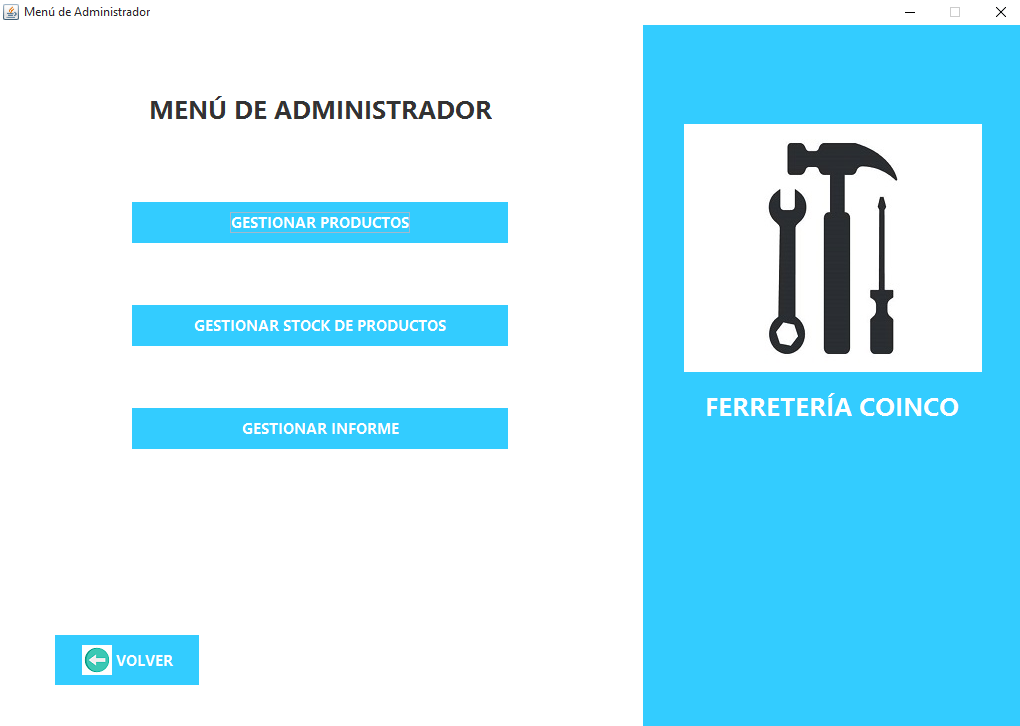 Menú de Administrador
MENÚ DE ADMINISTRADOR
GESTIONAR PRODUCTOS
GESTIONAR STOCK DE PRODUCTOS
GESTIONAR INFORME
VOLVER
FERRETERÍA COINCO